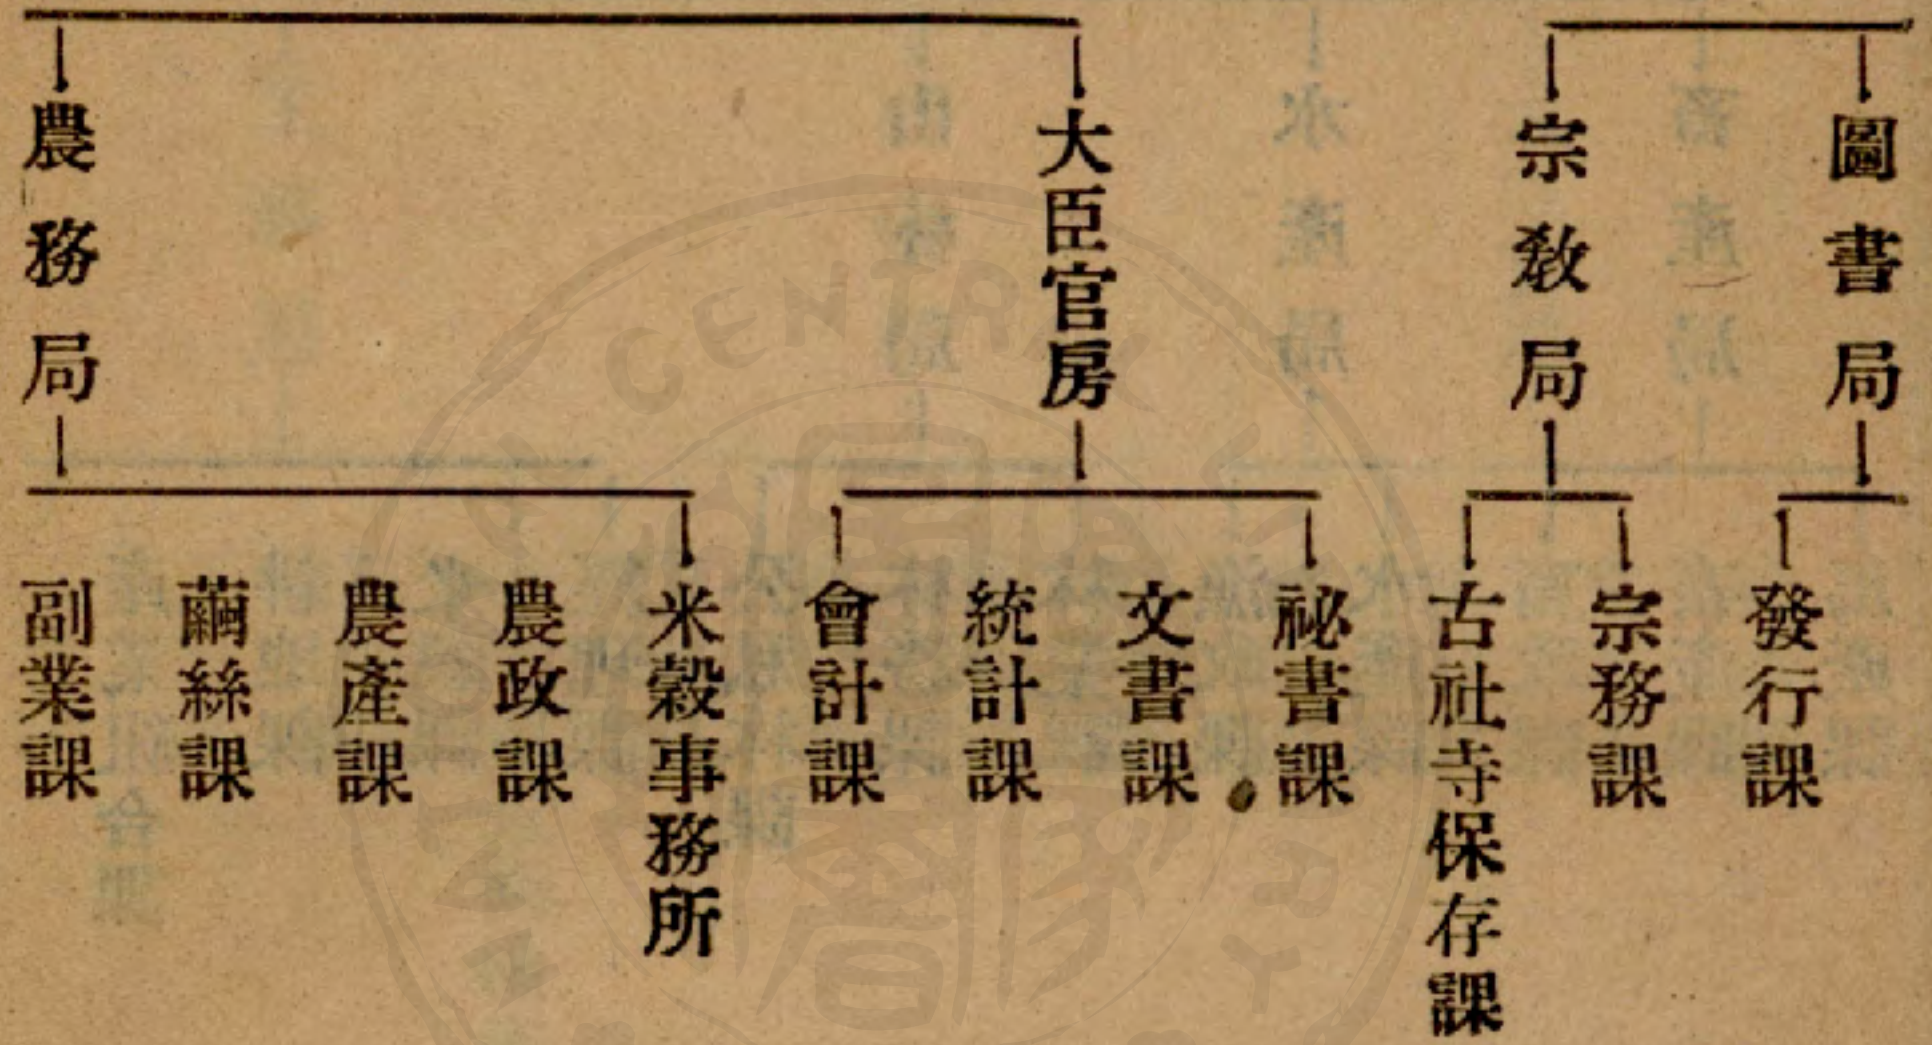 圖書局
發行課
宗敎局
宗務課
古社寺保存課
大臣官房
祕書課
文書課
統計課
會計課
農務局
米穀事務所
農政課
農產課
繭絲課
副業課
CENTRAL